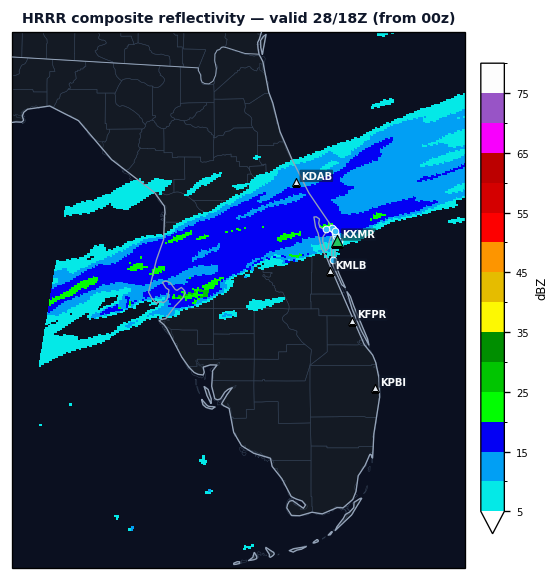 HRRR composite reflectivity — valid 28/18Z (from 00z)
KDAB
KXMR
KMLB
KFPR
KPBI
75
65
55
45
35
25
15
5
dBZ